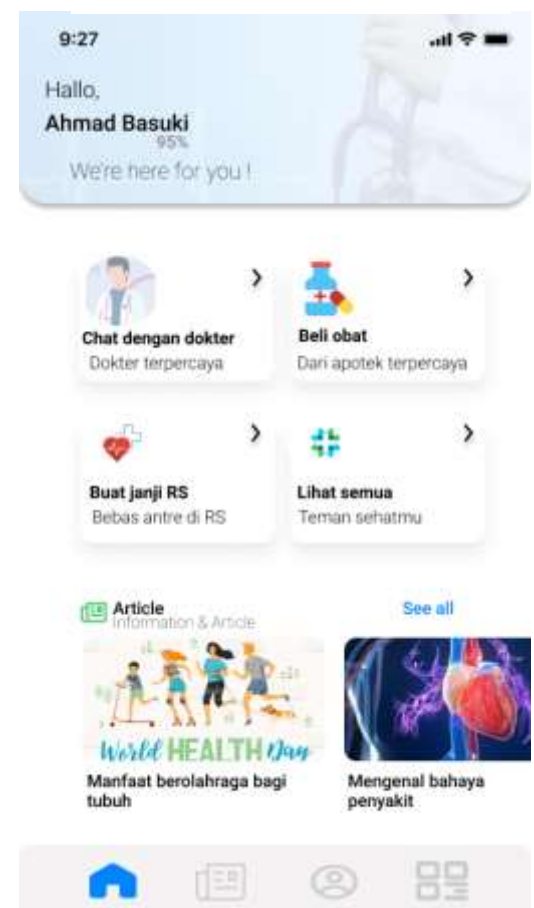 9:27
Hallo,
Ahmad Basuki
95%
We're here for you !
Chat dengan dokter
Dokter terpercaya
Beli obat
Dari apotek terpercaya
Buat janji RS
Bebas antre di RS
Lihat semua
Teman sehatmu
Article
Information & Article
See all
World HEALTH Day
Manfaat berolahraga bagi
tubuh
Mengenal bahaya
penyakit